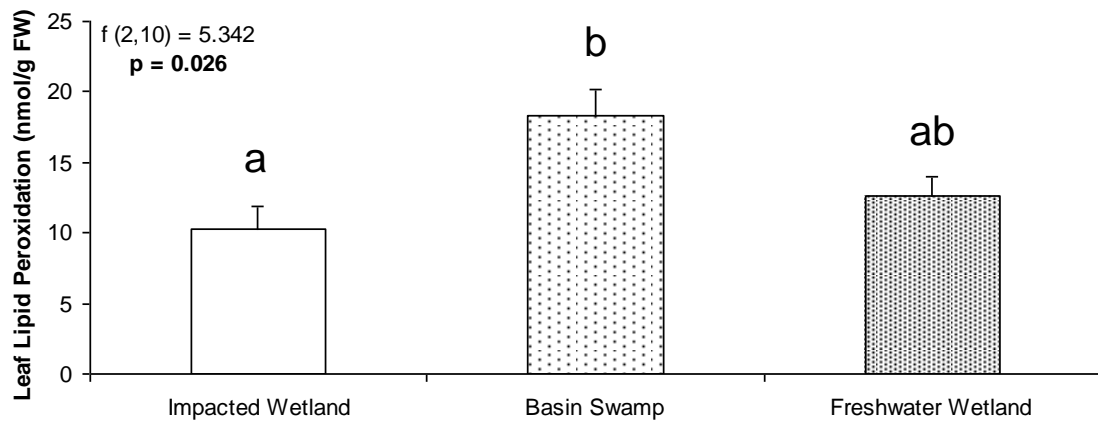 Leaf Lipid Peroxidation (nmol/g FW)
25
20
15
10
5
0
f (2,10) = 5.342
p = 0.026
a
b
ab
Impacted Wetland
Basin Swamp
Freshwater Wetland